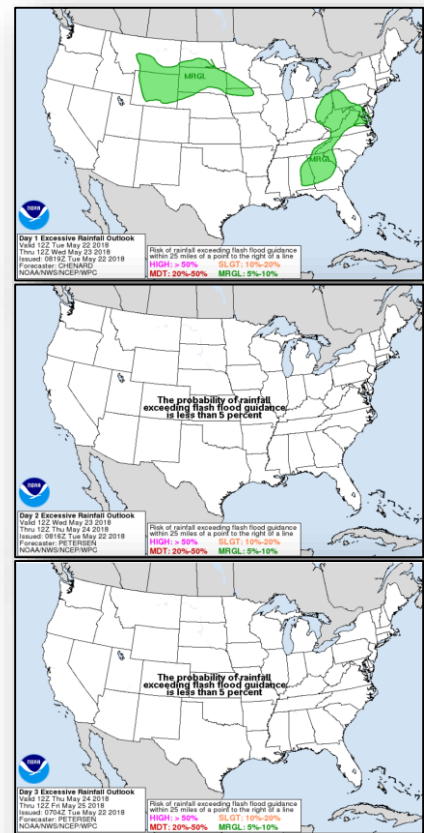 MRGL
MRGL
NOAA
Day 1 Excessive Rainfall Outlook
Valid 12Z Tue May 22 2018
Thru 12Z Wed May 23 2018
Issued: 0819Z Tue May 22 2018
Forecaster: CHENARD
NOAA/NWS/NCEP/WPC
Risk of rainfall exceeding flash flood guidance
within 25 miles of a point to the right of a line
HIGH: > 50% SLGT: 10%-20%
MDT: 20%-50% MRGL: 5%-10%
The probability of rainfall
exceeding flash flood guidance
is less than 5 percent
NOAA
Day 2 Excessive Rainfall Outlook
Valid 12Z Wed May 23 2018
Thru 12Z Thu May 24 2018
Issued: 0816Z Tue May 22 2018
Forecaster: PETERSEN
NOAA/NWS/NCEP/WPC
Risk of rainfall exceeding flash flood guidance
within 25 miles of a point to the right of a line
HIGH: > 50% SLGT: 10%-20%
MDT: 20%-50% MRGL: 5%-10%
The probability of rainfall
exceeding flash flood guidance
is less than 5 percent
NOAA
Day 3 Excessive Rainfall Outlook
Valid 12Z Thu May 24 2018
Thru 12Z Fri May 25 2018
Issued: 0704Z Tue May 22 2018
Forecaster: PETERSEN
NOAA/NWS/NCEP/WPC
Risk of rainfall exceeding flash flood guidance
within 25 miles of a point to the right of a line
HIGH: > 50% SLGT: 10%-20%
MDT: 20%-50% MRGL: 5%-10%